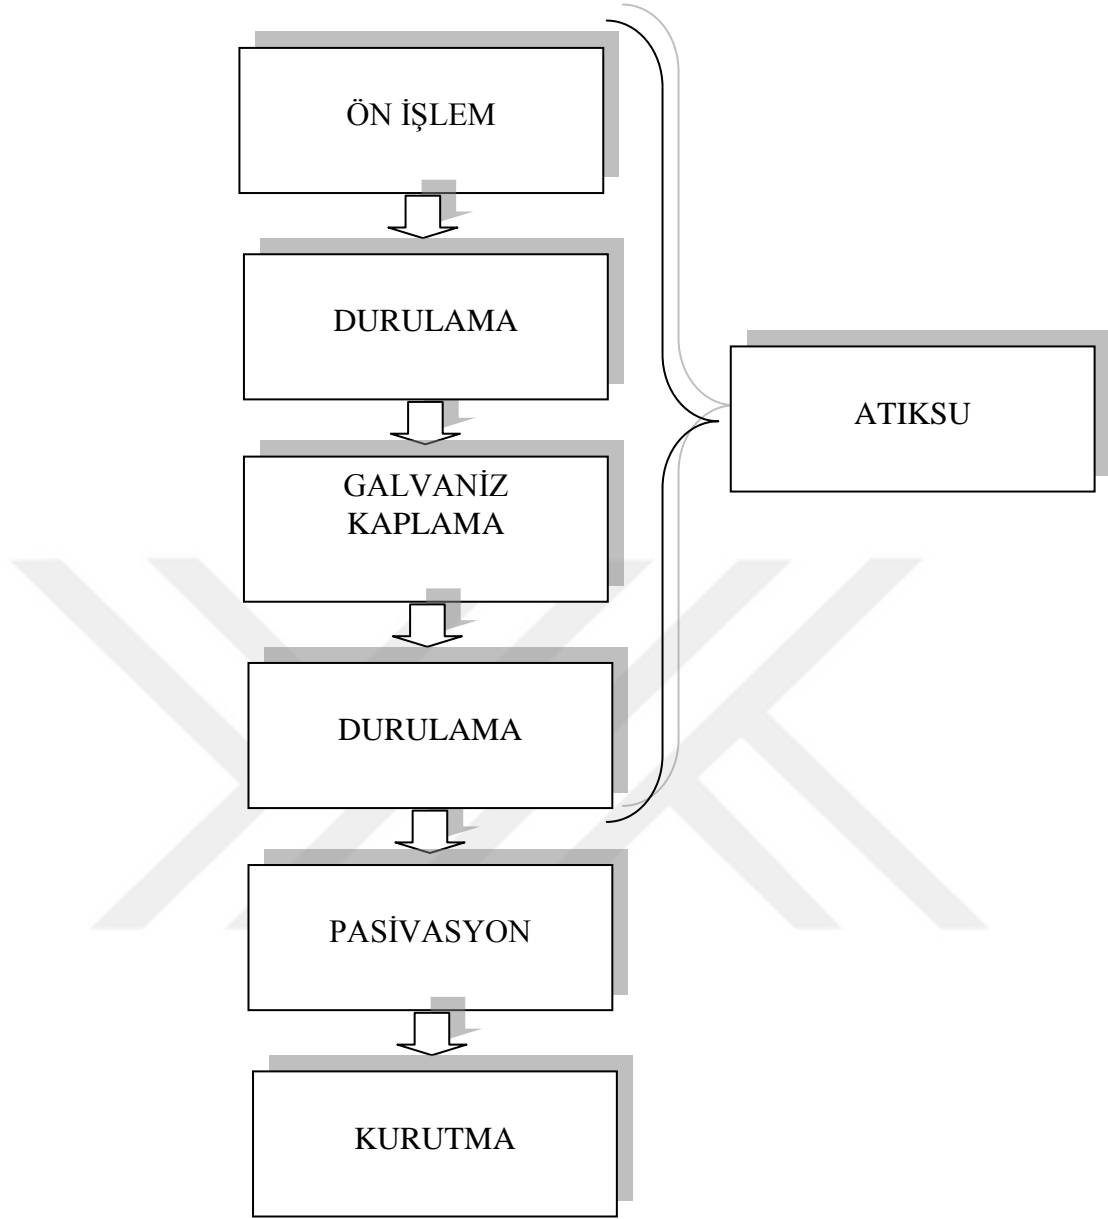 ÖN İŞLEM
DURULAMA
ATIKSU
GALVANİZ
KAPLAMA
DURULAMA
PASİVASYON
KURUTMA